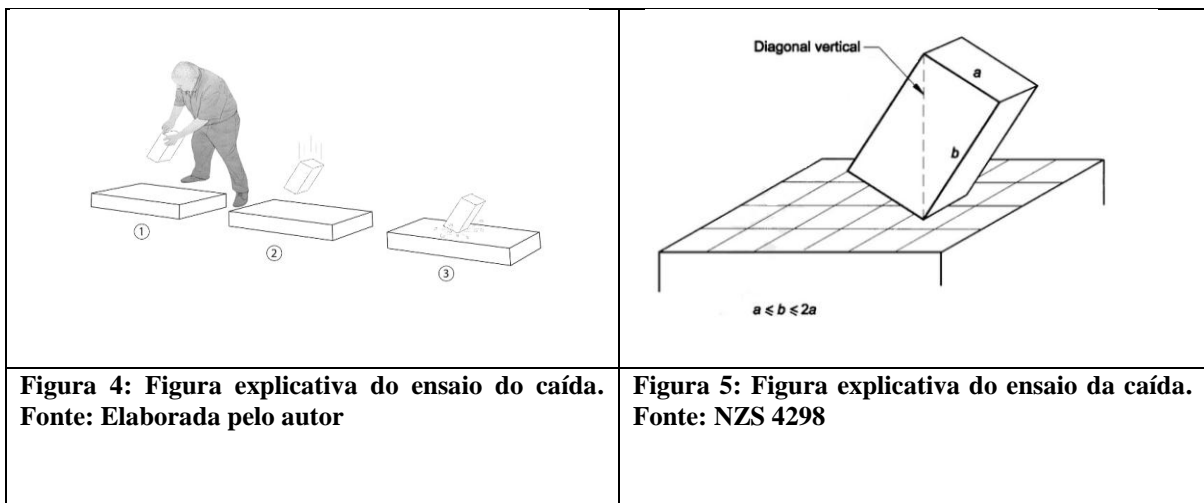 ①
②
③
Diagonal vertical
a
b
a ⩽ b ⩽ 2a
Figura 4: Figura explicativa do ensaio do caída.
Fonte: Elaborada pelo autor
Figura 5: Figura explicativa do ensaio da caída.
Fonte: NZS 4298